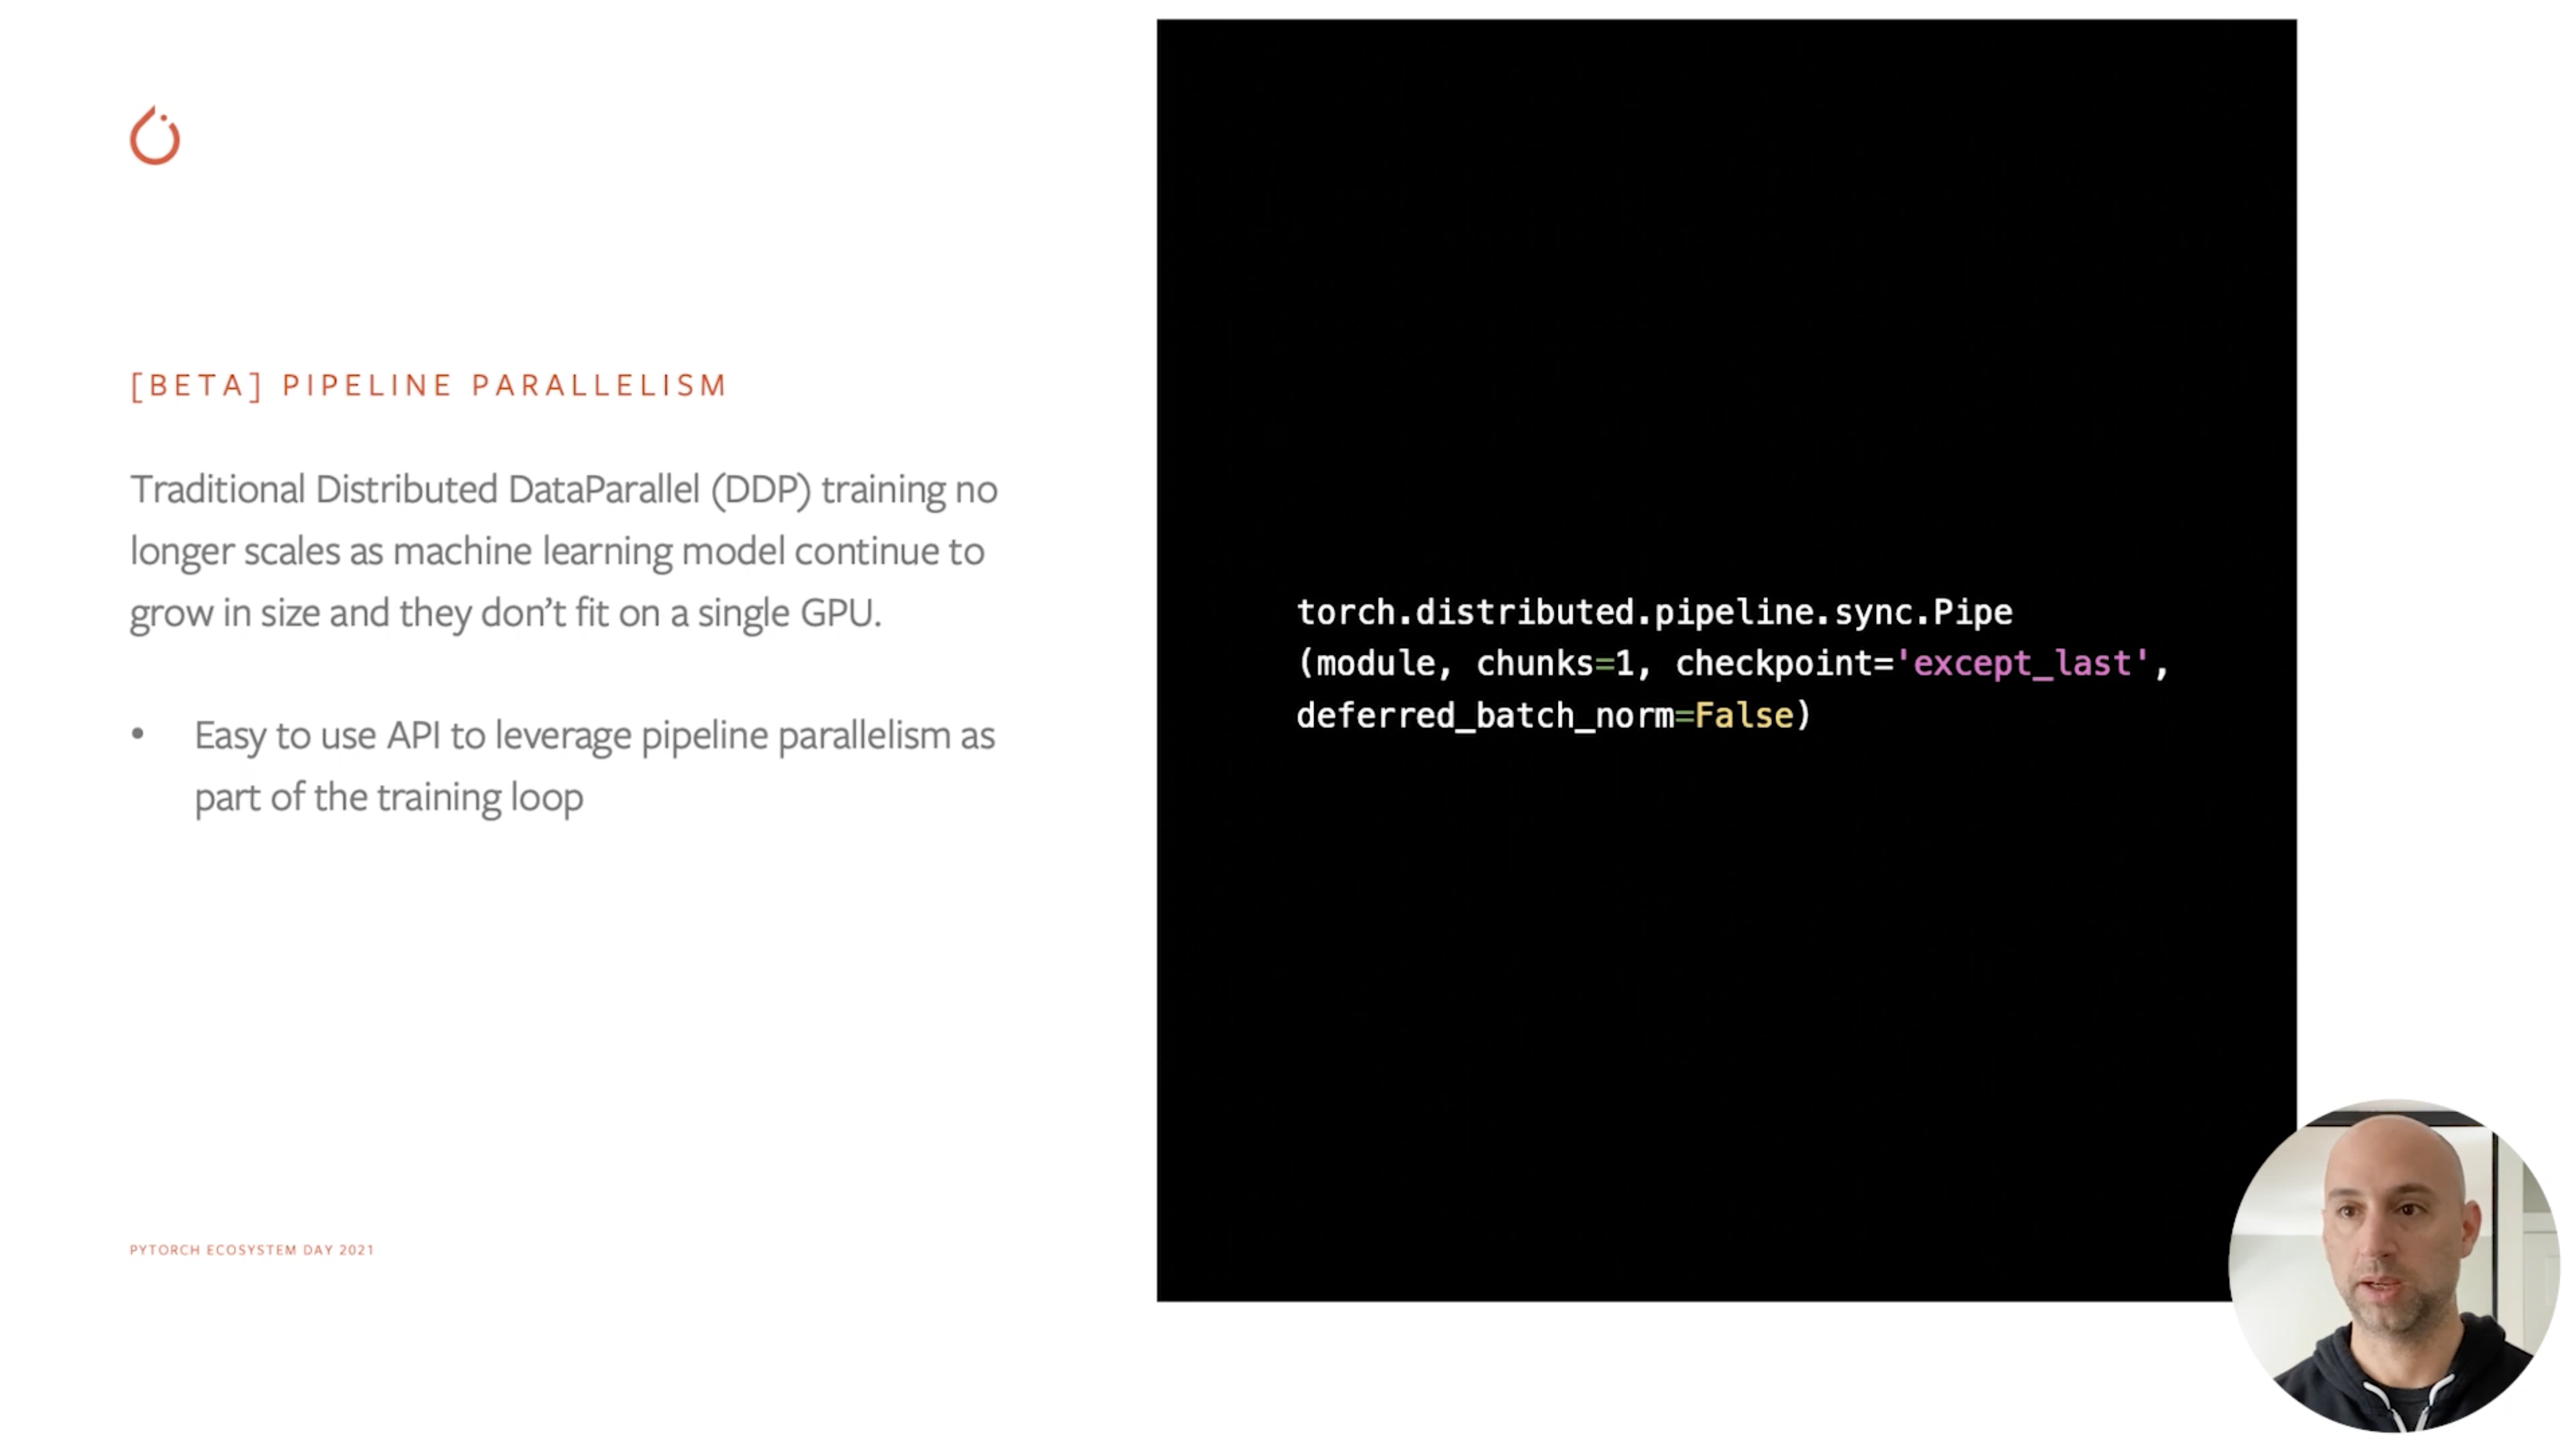 [BETA] PIPELINE PARALLELISM
Traditional Distributed DataParallel (DDP) training no
longer scales as machine learning model continue to
grow in size and they don’t fit on a single GPU.
• Easy to use API to leverage pipeline parallelism as
part of the training loop
PYTORCH ECOSYSTEM DAY 2021
torch.distributed.pipeline.sync.Pipe
(module, chunks=1, checkpoint='except_last',
deferred_batch_norm=False)